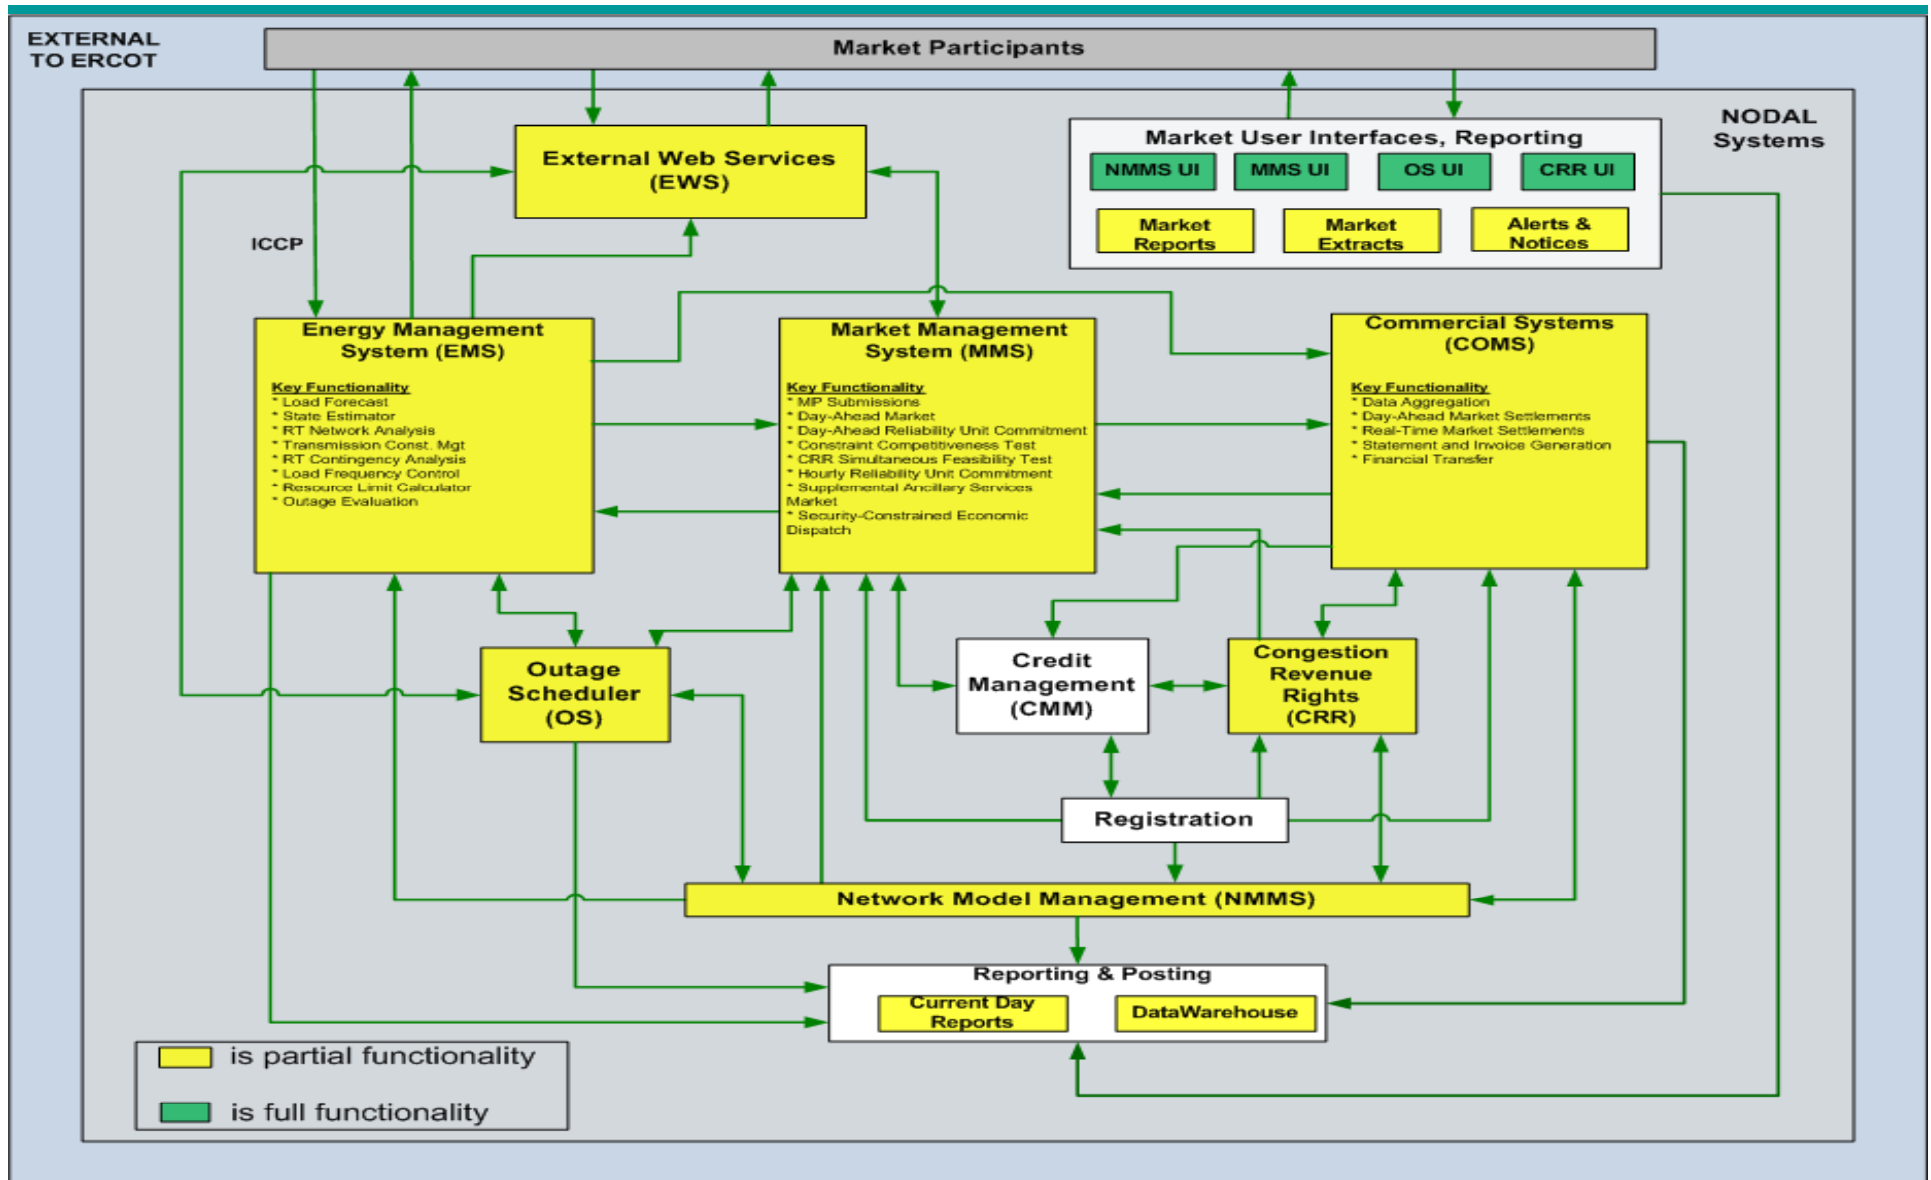 EXTERNAL
TO ERCOT
Market Participants
NODAL
Systems
External Web Services
(EWS)
Market User Interfaces, Reporting
NMMS UI
MMS UI
OS UI
CRR UI
Market
Reports
Market
Extracts
Alerts &
Notices
ICCP
Energy Management
System (EMS)
Key Functionality
* Load Forecast
* State Estimator
* RT Network Analysis
* Transmission Const. Mgt
* RT Contingency Analysis
* Load Frequency Control
* Resource Limit Calculator
* Outage Evaluation
Market Management
System (MMS)
Key Functionality
* MP Submissions
* Day-Ahead Market
* Day-Ahead Reliability Unit Commitment
* Constraint Competitiveness Test
* CRR Simultaneous Feasibility Test
* Hourly Reliability Unit Commitment
* Supplemental Ancillary Services
Market
* Security-Constrained Economic
Dispatch
Commercial Systems
(COMS)
Key Functionality
* Data Aggregation
* Day-Ahead Market Settlements
* Real-Time Market Settlements
* Statement and Invoice Generation
* Financial Transfer
Outage
Scheduler
(OS)
Credit
Management
(CMM)
Congestion
Revenue
Rights
(CRR)
Registration
Network Model Management (NMMS)
Reporting & Posting
Current Day
Reports
DataWarehouse
is partial functionality
is full functionality